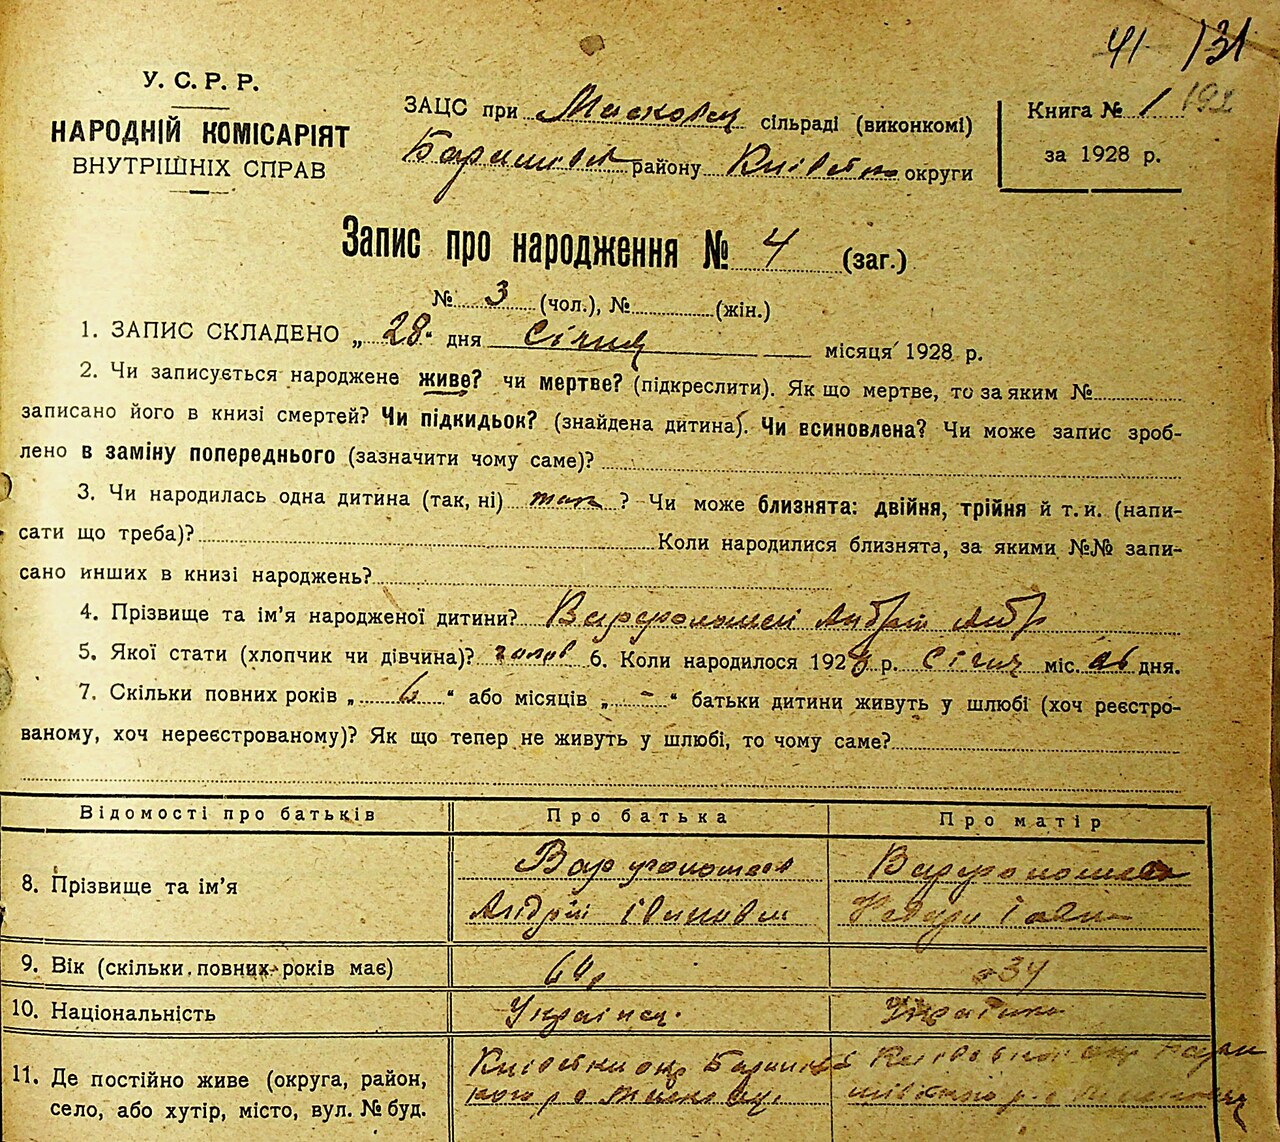 41 131
У. С. Р. Р.
НАРОДНІЙ КОМІСАРІЯТ
ВНУТРІШНІХ СПРАВ
ЗАЦС при сільраді (виконкомі)
району округи
Книга № 1
за 1928 р.
Запис про народження № 4 (заг.)
№ 3 (чол.), № (жін.)
1. ЗАПИС СКЛАДЕНО „28“ дня Січня місяця 1928 р.
2. Чи записується народжене живе? чи мертве? (підкреслити). Як що мертве, то за яким №
записано його в книзі смертей? Чи підкидьок? (знайдена дитина). Чи всиновлена? Чи може запис зроб-
лено в заміну попереднього (зазначити чому саме)?
3. Чи народилась одна дитина (так, ні) так ? Чи може близнята: двійня, трійня й т. и. (напи-
сати що треба)? Коли народилися близнята, за якими №№ запи-
сано инших в книзі народжень?
4. Прізвище та ім'я народженої дитини? Андрій
5. Якої стати (хлопчик чи дівчина)? 6. Коли народилося 1928 р. Січня міс. 26 дня.
7. Скільки повних років „ 6 “ або місяців „ - “ батьки дитини живуть у шлюбі (хоч реєстро-
ваному, хоч нереєстрованому)? Як що тепер не живуть у шлюбі, то чому саме?
Відомості про батьків Про батька Про матір
8. Прізвище та ім'я
Андрій Іванович
9. Вік (скільки повних років має) 34
10. Національність Українец.
11. Де постійно живе (округа, район,
село, або хутір, місто, вул. № буд.